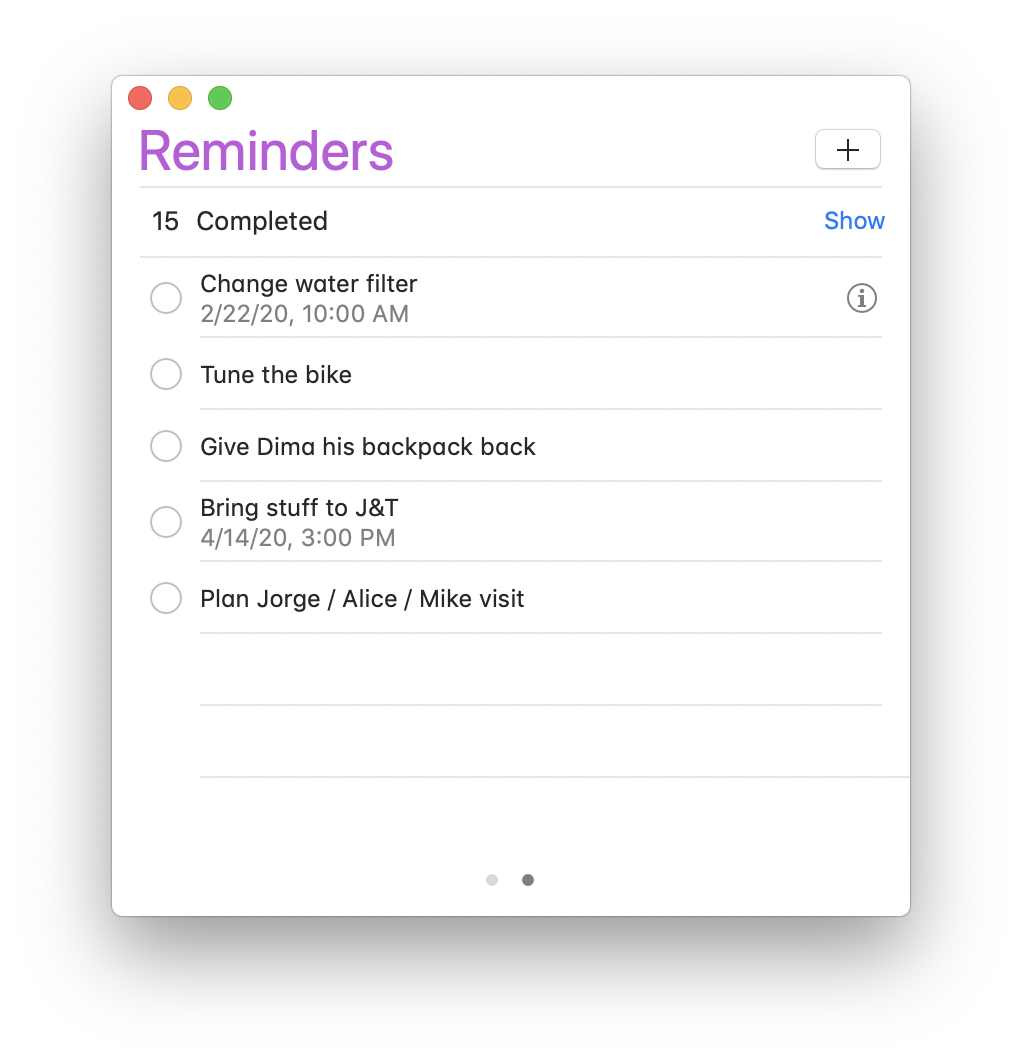 Reminders
15 Completed Show
Change water filter
2/22/20, 10:00 AM
Tune the bike
Give Dima his backpack back
Bring stuff to J&T
4/14/20, 3:00 PM
Plan Jorge / Alice / Mike visit